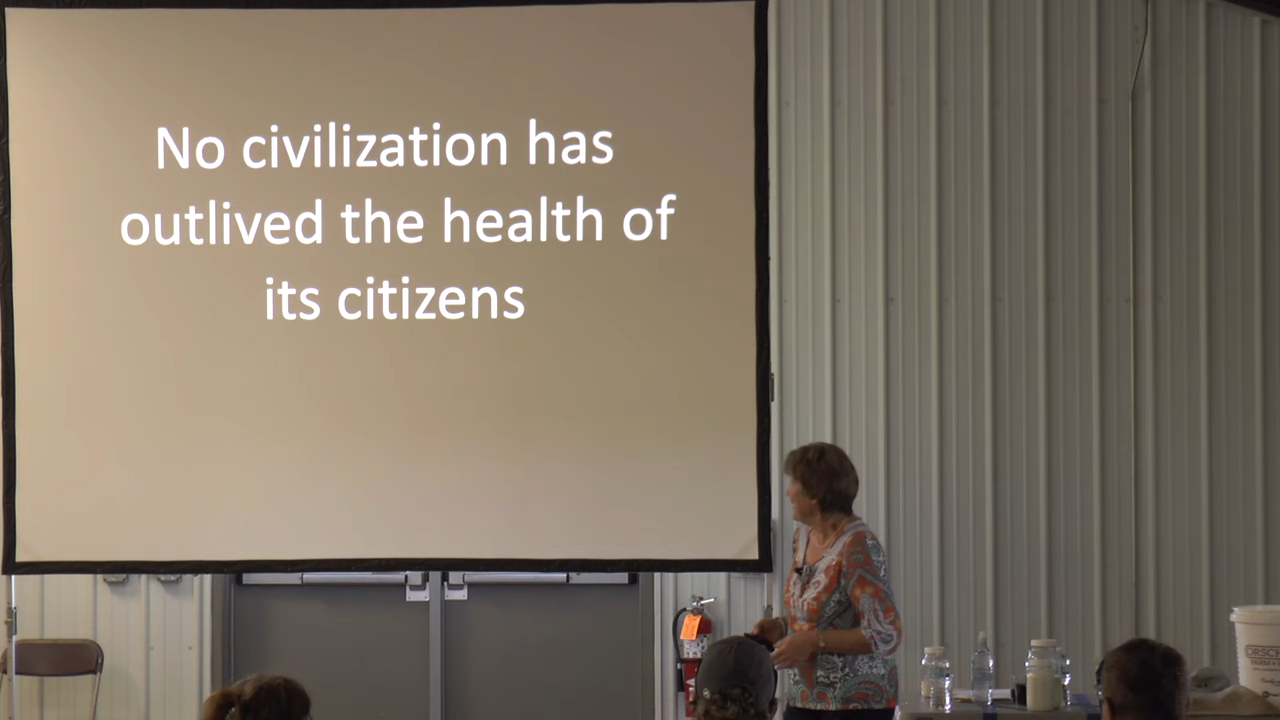 No civilization has
outlived the health of
its citizens